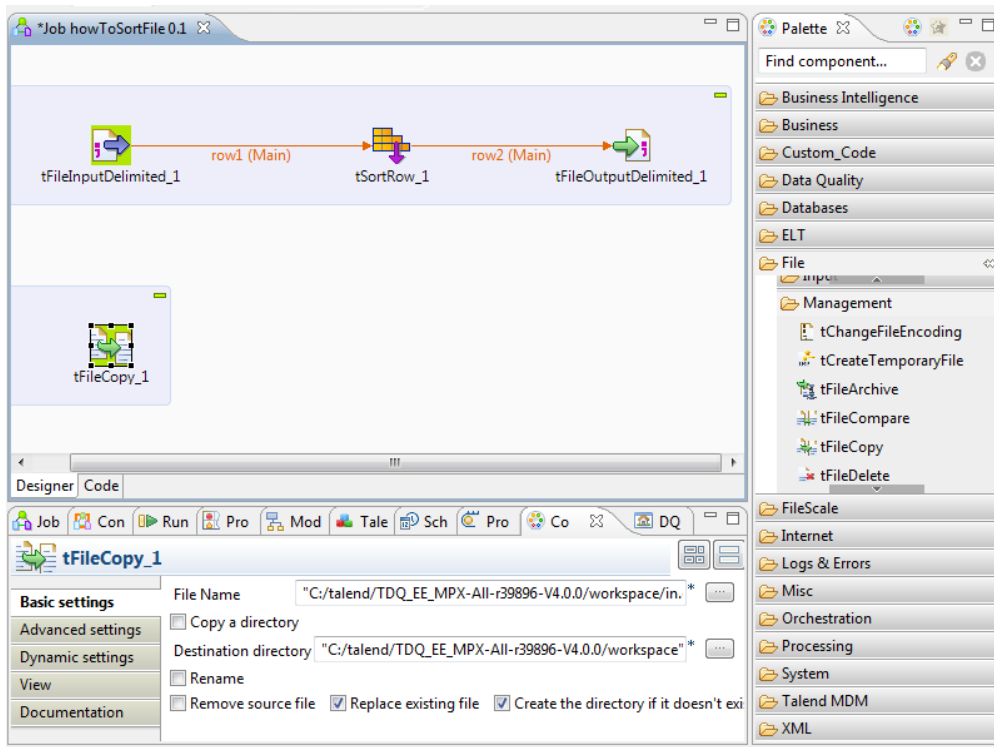 *Job howToSortFile 0.1
row1 (Main)
row2 (Main)
tFileInputDelimited_1
tSortRow_1
tFileOutputDelimited_1
tFileCopy_1
Designer
Code
Palette
Find component...
Business Intelligence
Business
Custom_Code
Data Quality
Databases
ELT
File
Input
Management
tChangeFileEncoding
tCreateTemporaryFile
tFileArchive
tFileCompare
tFileCopy
tFileDelete
FileScale
Internet
Logs & Errors
Misc
Orchestration
Processing
System
Talend MDM
XML
Job
Con
Run
Pro
Mod
Tale
Sch
Pro
Co
DQ
tFileCopy_1
Basic settings
Advanced settings
Dynamic settings
View
Documentation
File Name "C:/talend/TDQ_EE_MPX-All-r39896-V4.0.0/workspace/in. * ...
Copy a directory
Destination directory "C:/talend/TDQ_EE_MPX-All-r39896-V4.0.0/workspace" * ...
Rename
Remove source file Replace existing file Create the directory if it doesn't exi